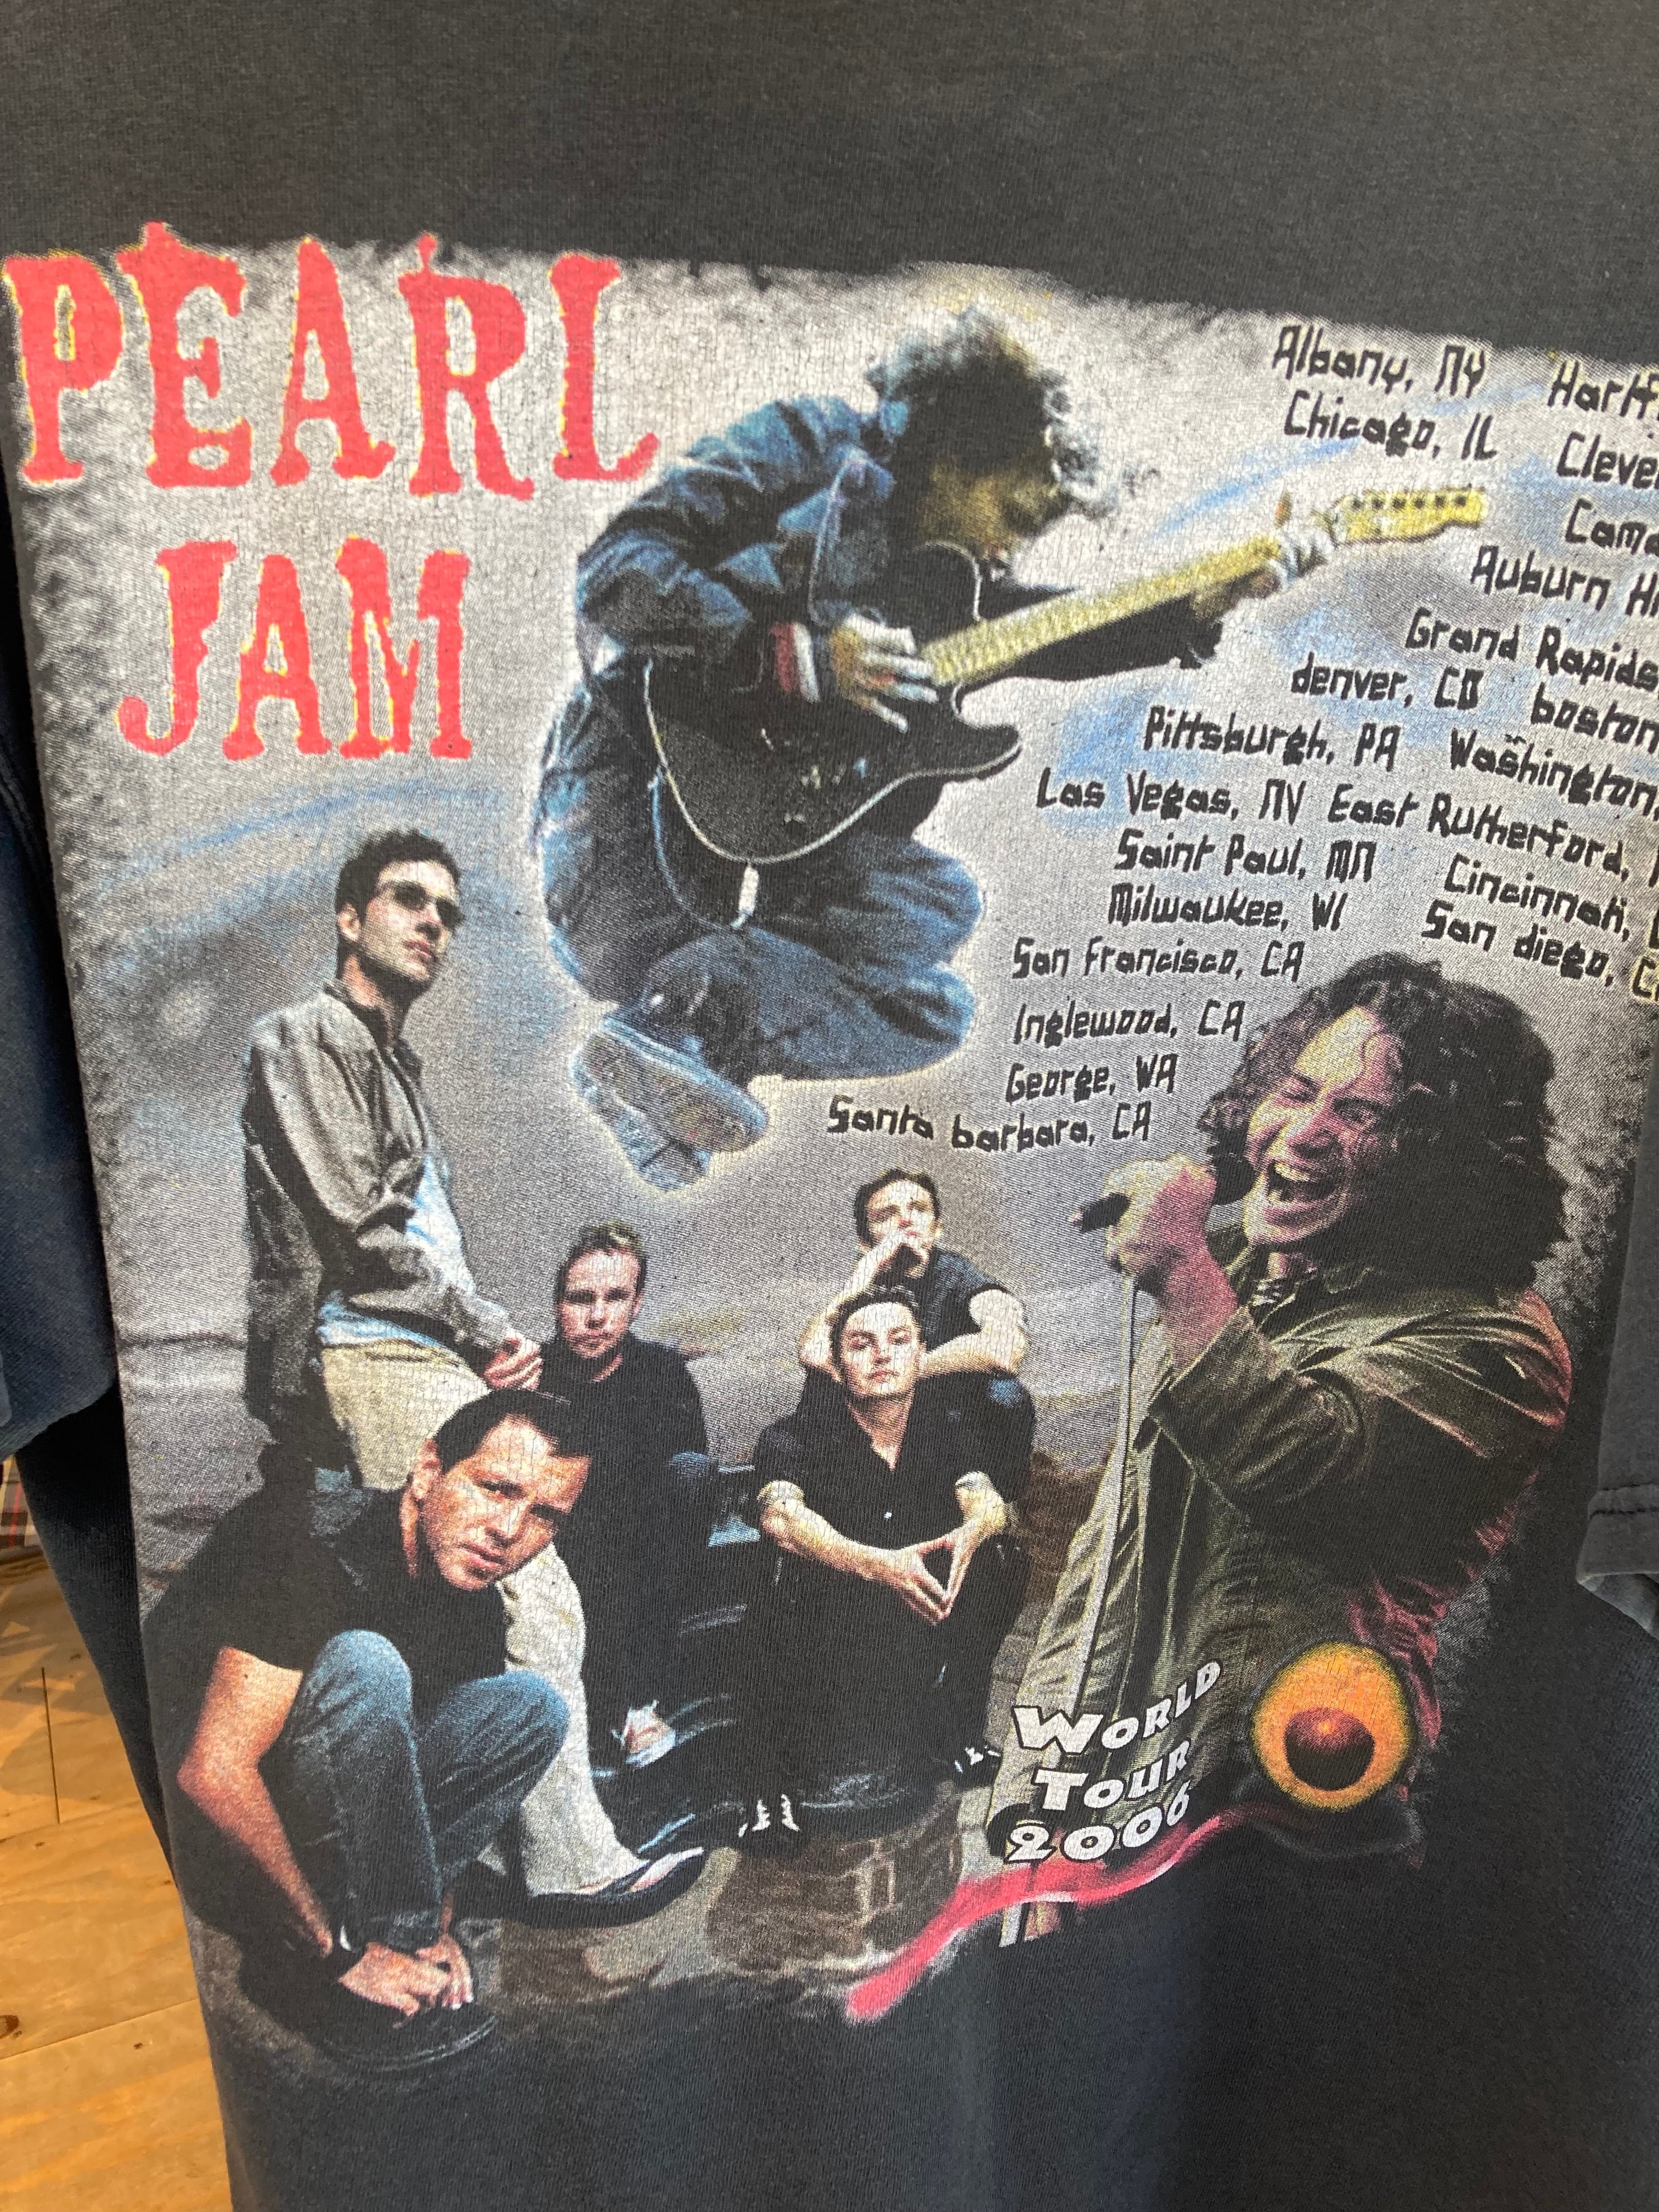 PEARL
JAM
Albany, NY
Chicago, IL
Auburn
Grand Rapids
denver, CO boston
Pittsburgh, PA Washington,
Las Vegas, NV East Rutherford,
Saint Paul, MN Cincinnati,
Milwaukee, WI San diego,
San Francisco, CA
Inglewood, CA
George, WA
Santa barbara, CA
WORLD
TOUR
2006